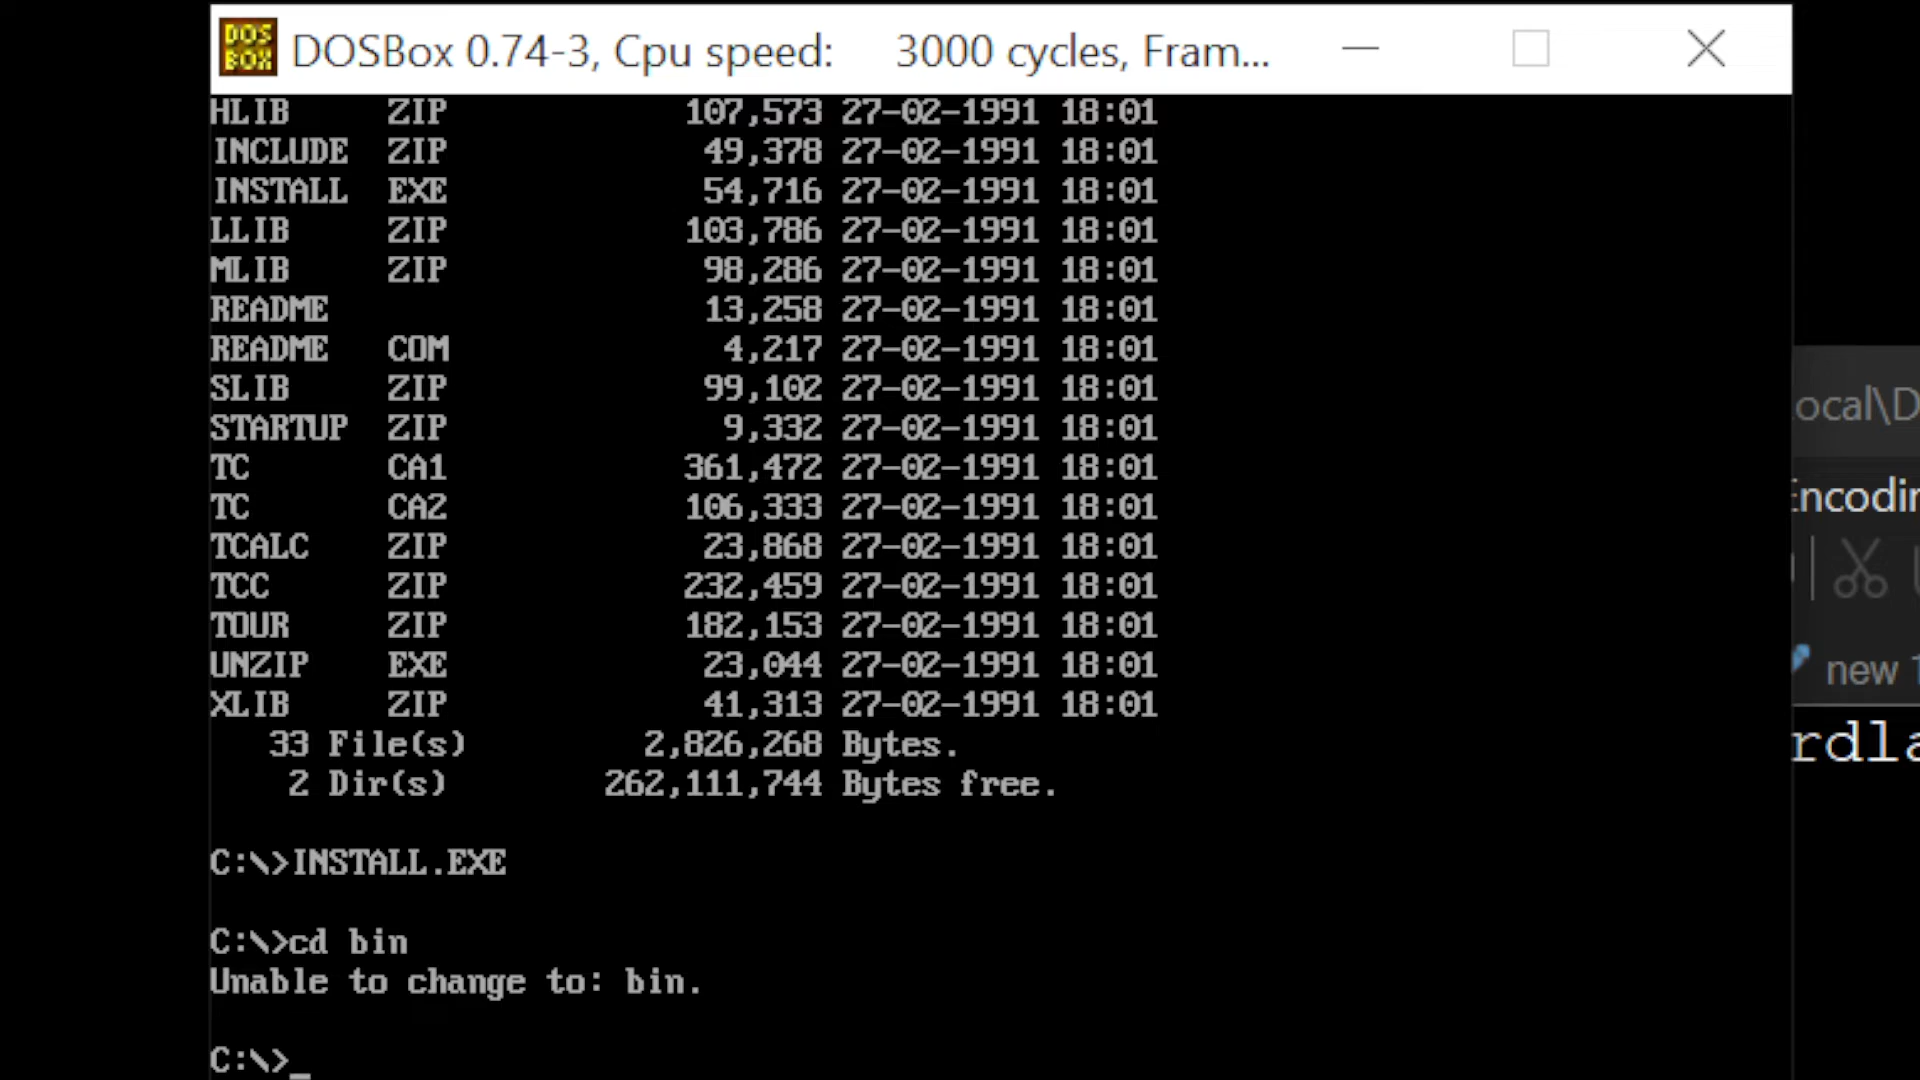 DOS
BOX
DOSBox 0.74-3, Cpu speed: 3000 cycles, Fram...
HLIB ZIP 107,573 27-02-1991 18:01
INCLUDE ZIP 49,378 27-02-1991 18:01
INSTALL EXE 54,716 27-02-1991 18:01
LLIB ZIP 103,786 27-02-1991 18:01
MLIB ZIP 98,286 27-02-1991 18:01
README 13,258 27-02-1991 18:01
README COM 4,217 27-02-1991 18:01
SLIB ZIP 99,102 27-02-1991 18:01
STARTUP ZIP 9,332 27-02-1991 18:01
TC CA1 361,472 27-02-1991 18:01
TC CA2 106,333 27-02-1991 18:01
TCALC ZIP 23,868 27-02-1991 18:01
TCC ZIP 232,459 27-02-1991 18:01
TOUR ZIP 182,153 27-02-1991 18:01
UNZIP EXE 23,044 27-02-1991 18:01
XLIB ZIP 41,313 27-02-1991 18:01
33 File(s) 2,826,268 Bytes.
2 Dir(s) 262,111,744 Bytes free.
C:\>INSTALL.EXE
C:\>cd bin
Unable to change to: bin.
C:\>_
ocal\D
Encodin
new 1
rdla